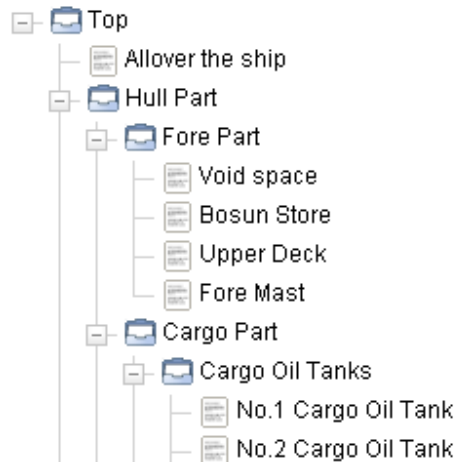 Top
Allover the ship
Hull Part
Fore Part
Void space
Bosun Store
Upper Deck
Fore Mast
Cargo Part
Cargo Oil Tanks
No.1 Cargo Oil Tank
No.2 Cargo Oil Tank